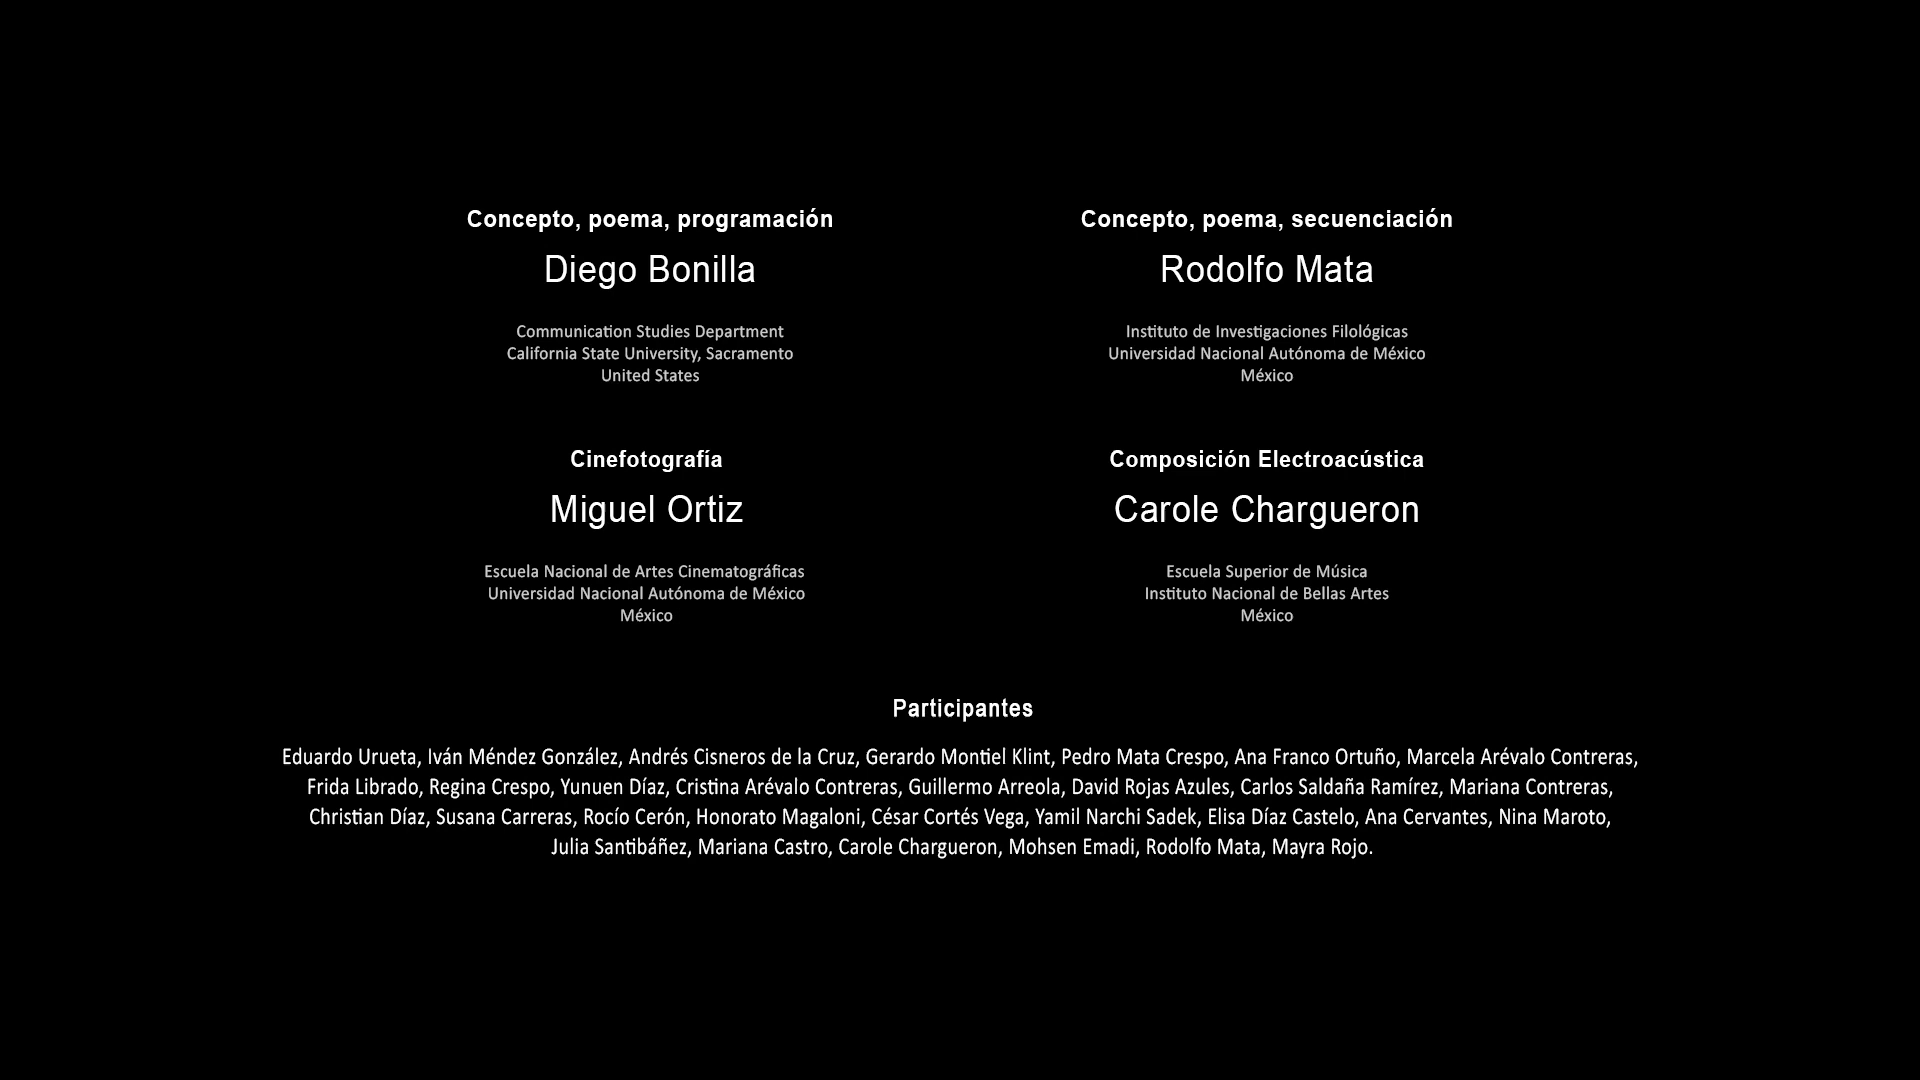 Concepto, poema, programación
Diego Bonilla
Communication Studies Department
California State University, Sacramento
United States
Concepto, poema, secuenciación
Rodolfo Mata
Instituto de Investigaciones Filológicas
Universidad Nacional Autónoma de México
México
Cinefotografía
Miguel Ortiz
Escuela Nacional de Artes Cinematográficas
Universidad Nacional Autónoma de México
México
Composición Electroacústica
Carole Chargueron
Escuela Superior de Música
Instituto Nacional de Bellas Artes
México
Participantes
Eduardo Urueta, Iván Méndez González, Andrés Cisneros de la Cruz, Gerardo Montiel Klint, Pedro Mata Crespo, Ana Franco Ortuño, Marcela Arévalo Contreras,
Frida Librado, Regina Crespo, Yunuen Díaz, Cristina Arévalo Contreras, Guillermo Arreola, David Rojas Azules, Carlos Saldaña Ramírez, Mariana Contreras,
Christian Díaz, Susana Carreras, Rocío Cerón, Honorato Magaloni, César Cortés Vega, Yamil Narchi Sadek, Elisa Díaz Castelo, Ana Cervantes, Nina Maroto,
Julia Santibáñez, Mariana Castro, Carole Chargueron, Mohsen Emadi, Rodolfo Mata, Mayra Rojo.